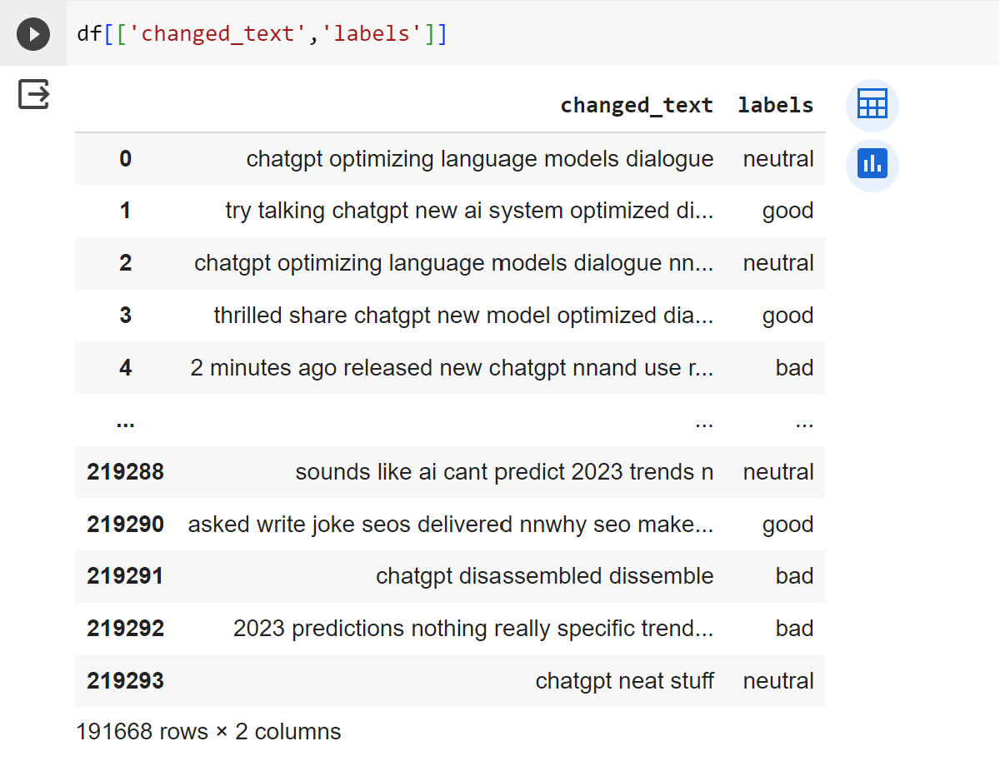 df[['changed_text','labels']]
changed_text labels
0 chatgpt optimizing language models dialogue neutral
1 try talking chatgpt new ai system optimized di... good
2 chatgpt optimizing language models dialogue nn... neutral
3 thrilled share chatgpt new model optimized dia... good
4 2 minutes ago released new chatgpt nnand use r... bad
... ... ...
219288 sounds like ai cant predict 2023 trends n neutral
219290 asked write joke seos delivered nnwhy seo make... good
219291 chatgpt disassembled dissemble bad
219292 2023 predictions nothing really specific trend... bad
219293 chatgpt neat stuff neutral
191668 rows × 2 columns